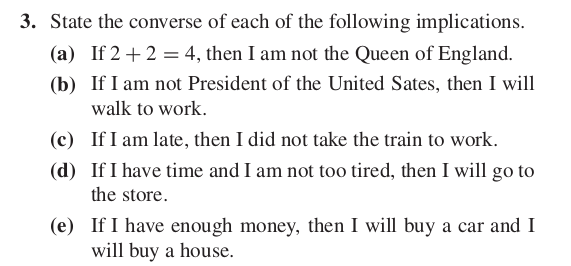 3. State the converse of each of the following implications.
(a) If 2 + 2 = 4, then I am not the Queen of England.
(b) If I am not President of the United Sates, then I will
walk to work.
(c) If I am late, then I did not take the train to work.
(d) If I have time and I am not too tired, then I will go to
the store.
(e) If I have enough money, then I will buy a car and I
will buy a house.